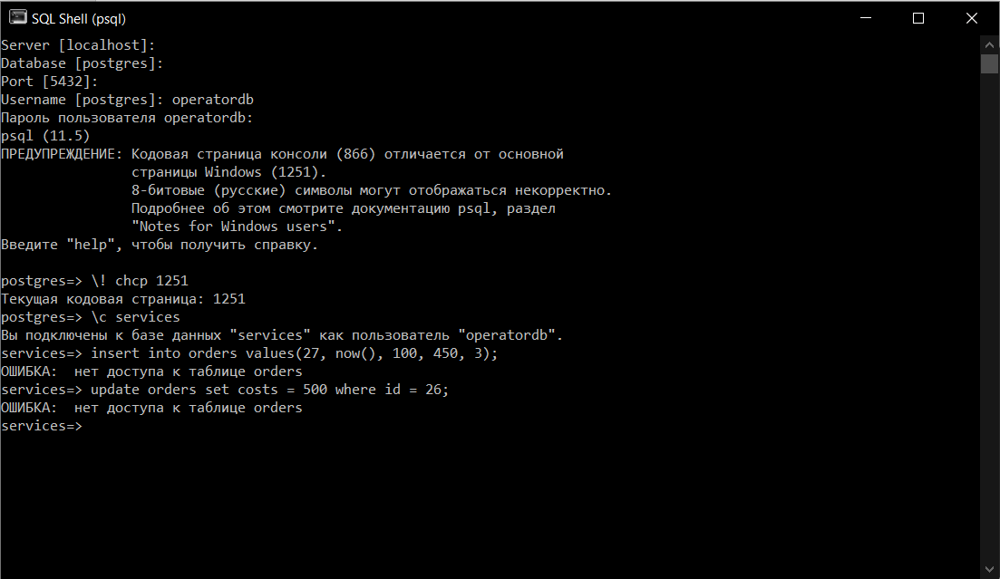 SQL Shell (psql)
Server [localhost]:
Database [postgres]:
Port [5432]:
Username [postgres]: operatordb
Пароль пользователя operatordb:
psql (11.5)
ПРЕДУПРЕЖДЕНИЕ: Кодовая страница консоли (866) отличается от основной
страницы Windows (1251).
8-битовые (русские) символы могут отображаться некорректно.
Подробнее об этом смотрите документацию psql, раздел
"Notes for Windows users".
Введите "help", чтобы получить справку.
postgres=> \! chcp 1251
Текущая кодовая страница: 1251
postgres=> \c services
Вы подключены к базе данных "services" как пользователь "operatordb".
services=> insert into orders values(27, now(), 100, 450, 3);
ОШИБКА:  нет доступа к таблице orders
services=> update orders set costs = 500 where id = 26;
ОШИБКА:  нет доступа к таблице orders
services=>